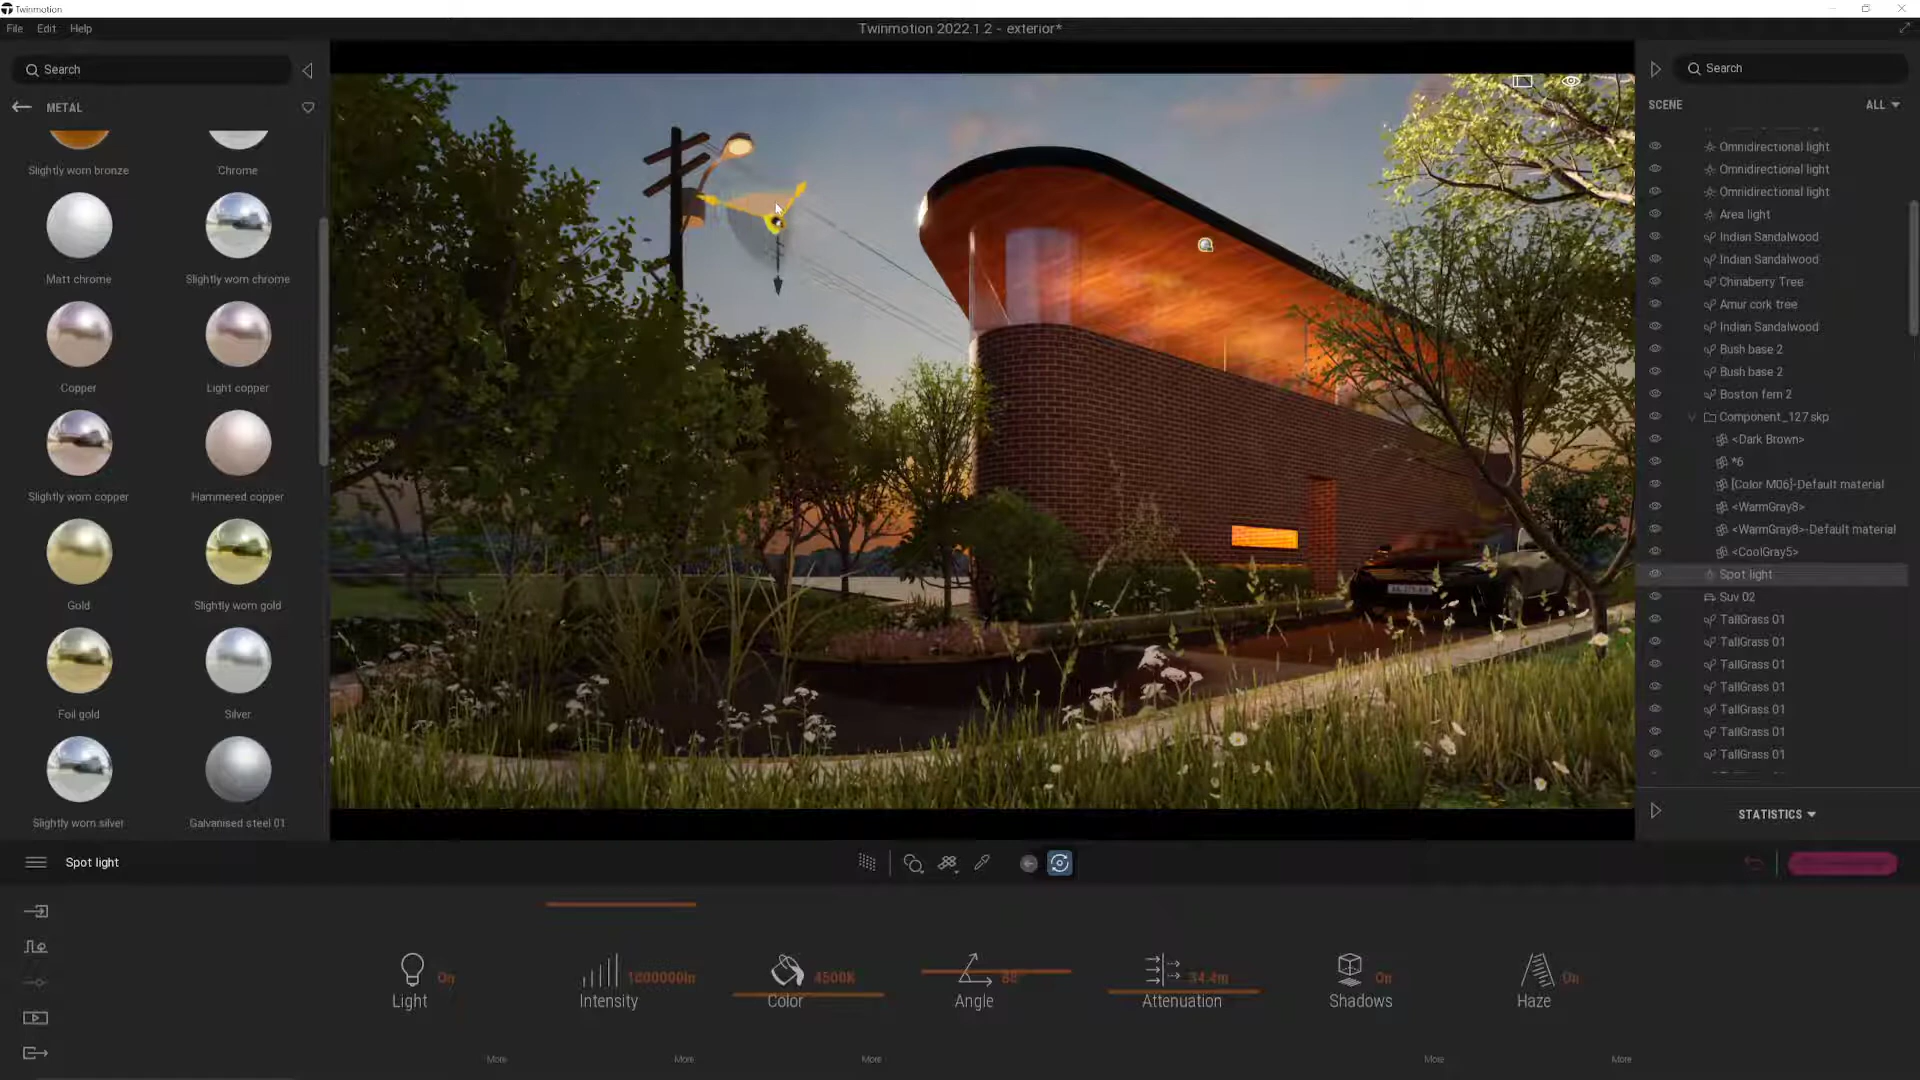 Twinmotion
File Edit Help
Twinmotion 2022.1.2 - exterior*
Search
METAL
Slightly worn bronze
Chrome
Matt chrome
Slightly worn chrome
Copper
Light copper
Slightly worn copper
Hammered copper
Gold
Slightly worn gold
Foil gold
Silver
Slightly worn silver
Galvanised steel 01
Search
SCENE
ALL
Omnidirectional light
Omnidirectional light
Omnidirectional light
Area light
Indian Sandalwood
Indian Sandalwood
Chinaberry Tree
Amur cork tree
Indian Sandalwood
Bush base 2
Bush base 2
Boston fern 2
Component_127 skp
<Dark Brown>
*6
[Color M06]-Default material
<WarmGray8>
<WarmGray8>-Default material
<CoolGray5>
Spot light
Suv 02
TallGrass 01
TallGrass 01
TallGrass 01
TallGrass 01
TallGrass 01
TallGrass 01
TallGrass 01
STATISTICS
Spot light
On
Light
1000000lm
Intensity
4500K
Color
88
Angle
34.4m
Attenuation
On
Shadows
On
Haze
More
More
More
More
More